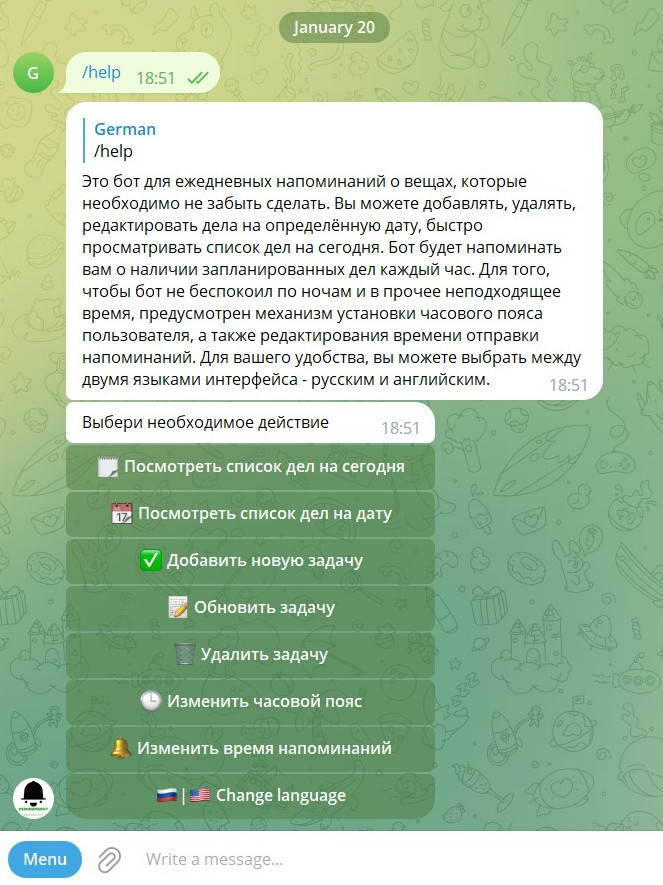 January 20
G
/help 18:51
German
/help
Это бот для ежедневных напоминаний о вещах, которые
необходимо не забыть сделать. Вы можете добавлять, удалять,
редактировать дела на определённую дату, быстро
просматривать список дел на сегодня. Бот будет напоминать
вам о наличии запланированных дел каждый час. Для того,
чтобы бот не беспокоил по ночам и в прочее неподходящее
время, предусмотрен механизм установки часового пояса
пользователя, а также редактирования времени отправки
напоминаний. Для вашего удобства, вы можете выбрать между
двумя языками интерфейса - русским и английским. 18:51
Выбери необходимое действие 18:51
Посмотреть список дел на сегодня
17 Посмотреть список дел на дату
Добавить новую задачу
Обновить задачу
Удалить задачу
Изменить часовой пояс
Изменить время напоминаний
| Change language
Menu Write a message...